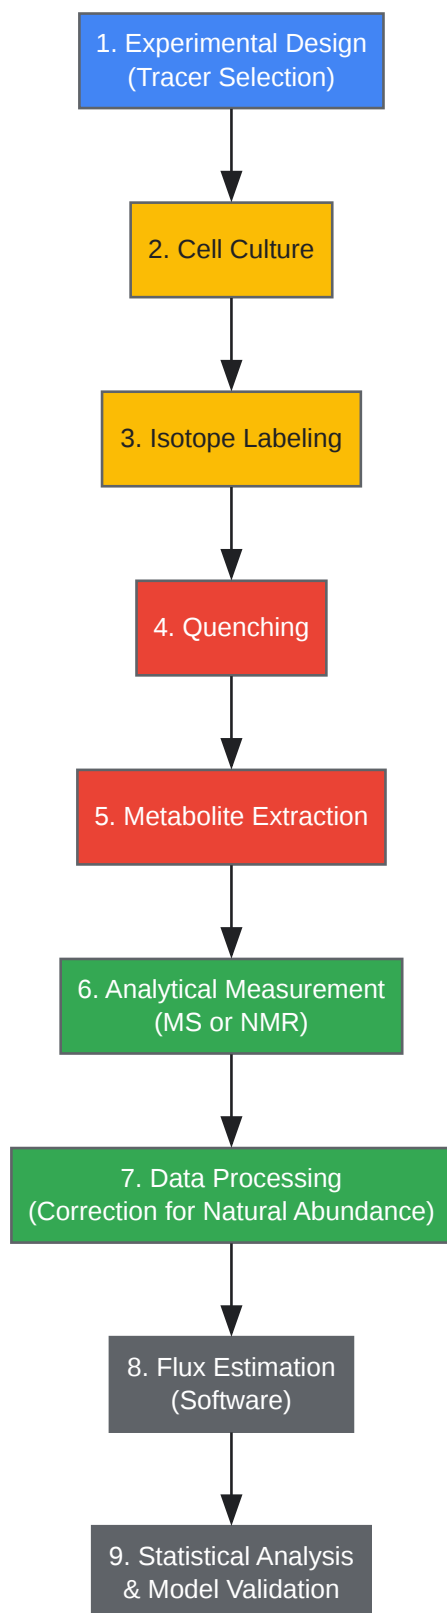 1. Experimental Design
(Tracer Selection)
2. Cell Culture
3. Isotope Labeling
4. Quenching
5. Metabolite Extraction
6. Analytical Measurement
(MS or NMR)
7. Data Processing
(Correction for Natural Abundance)
8. Flux Estimation
(Software)
9. Statistical Analysis
& Model Validation